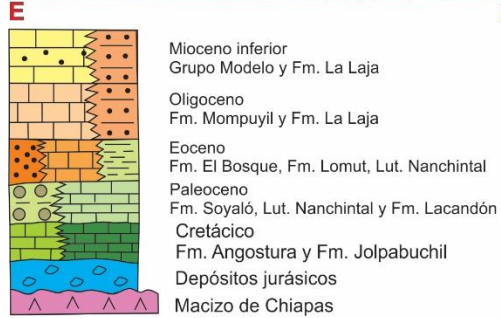 E
Mioceno inferior
Grupo Modelo y Fm. La Laja
Oligoceno
Fm. Mompuyil y Fm. La Laja
Eoceno
Fm. El Bosque, Fm. Lomut, Lut. Nanchintal
Paleoceno
Fm. Soyaló, Lut. Nanchintal y Fm. Lacandón
Cretácico
Fm. Angostura y Fm. Jolpabuchil
Depósitos jurásicos
Macizo de Chiapas